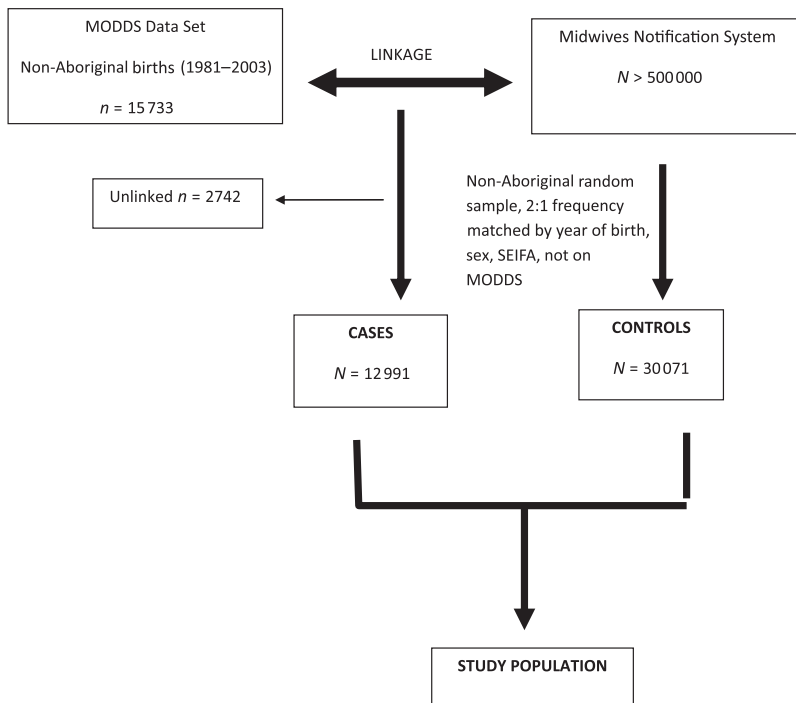 MODDS Data Set
Non-Aboriginal births (1981–2003)
n = 15 733
LINKAGE
Midwives Notification System
N > 500 000
Unlinked n = 2742
Non-Aboriginal random
sample, 2:1 frequency
matched by year of birth,
sex, SEIFA, not on
MODDS
CASES
N = 12 991
CONTROLS
N = 30 071
STUDY POPULATION